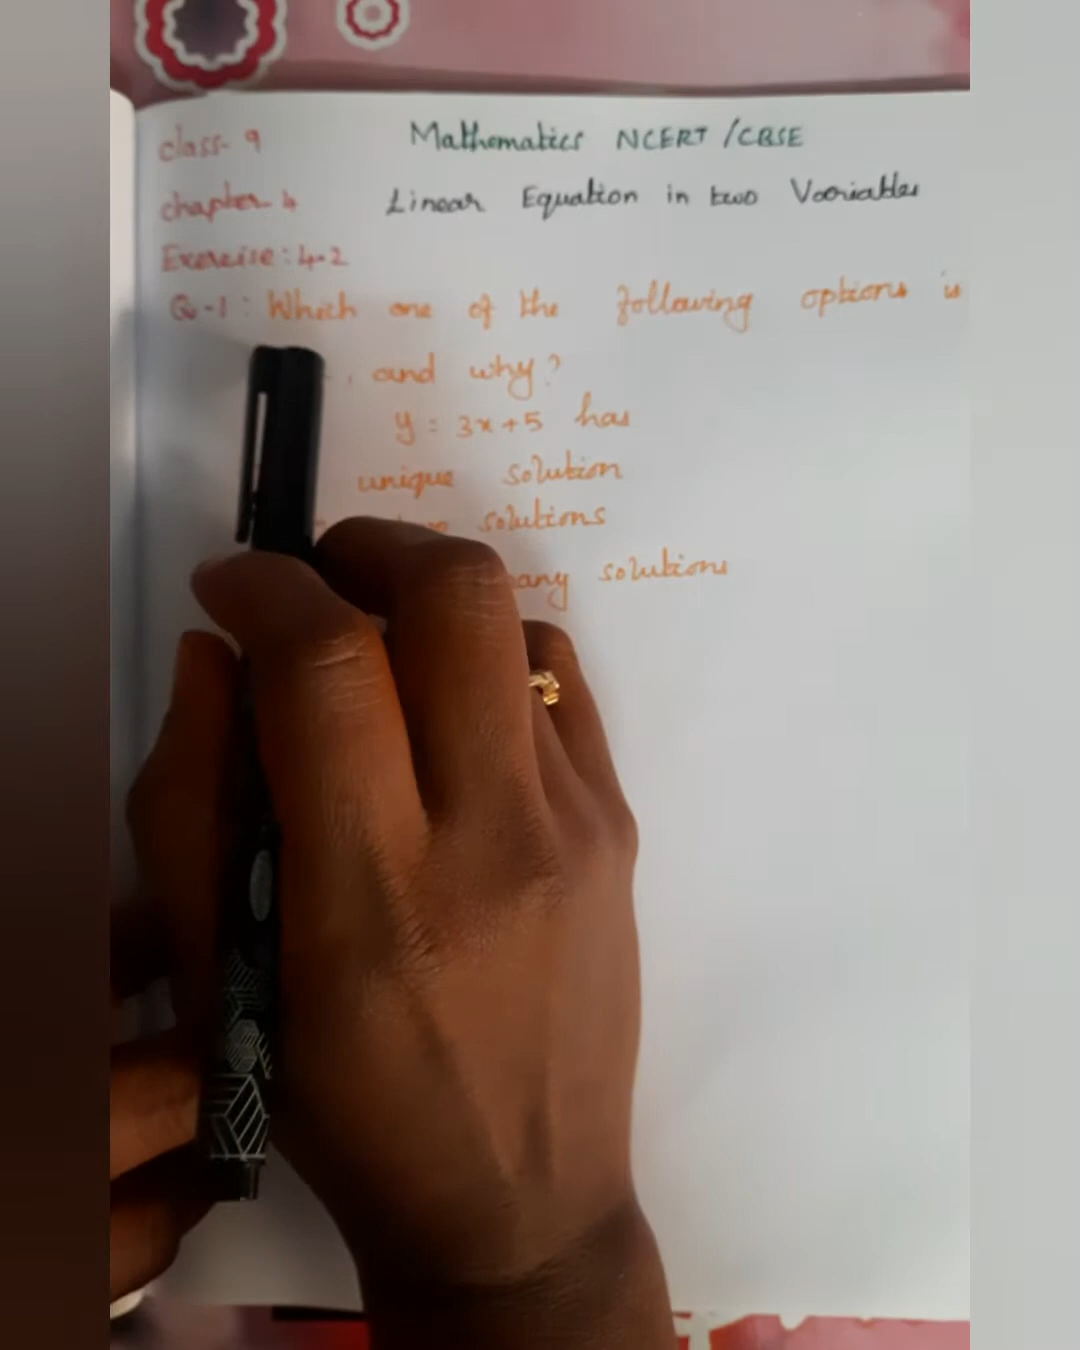 class- 9 Mathematics NCERT / CBSE
chapter- 4 Linear Equation in two Variables
Exercise : 4.2
Q-1 : Which one of the following options is
, and why?
y = 3x + 5 has
unique solution
solutions
any solutions